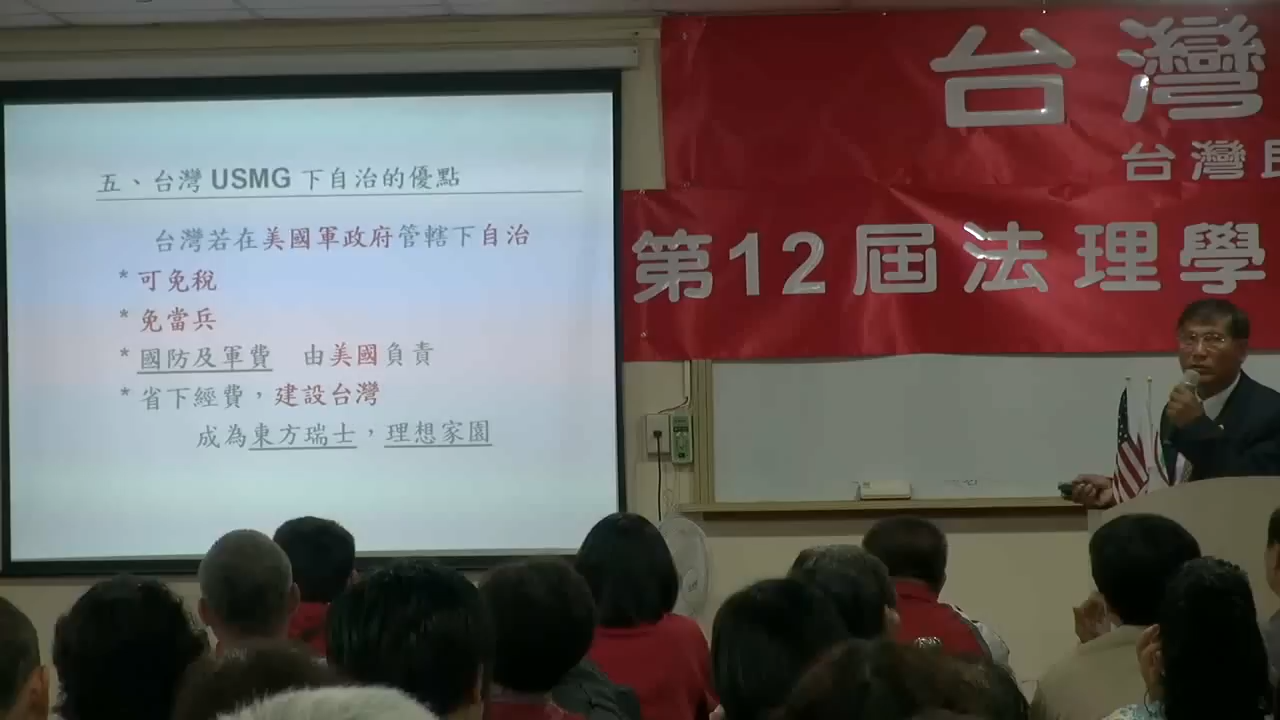 五、台灣 USMG 下自治的優點
台灣若在美國軍政府管轄下自治
* 可免稅
* 免當兵
* 國防及軍費 由美國負責
* 省下經費，建設台灣
成為東方瑞士，理想家園
台灣
台灣民
第12屆法理學